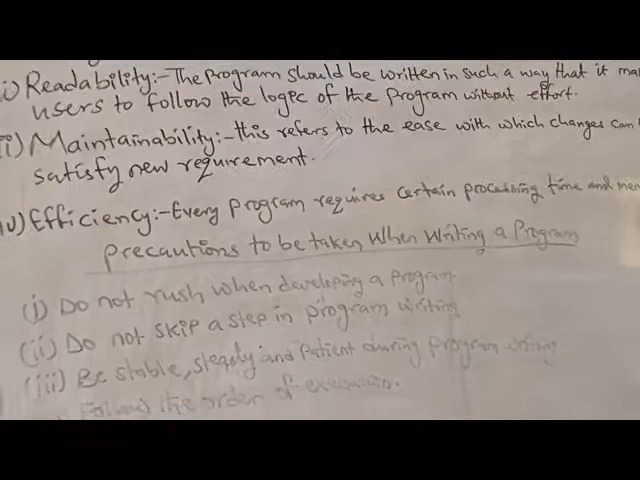 i) Readability:- The program should be written in such a way that it
users to follow the logic of the program without effort.
ii) Maintainability:- this refers to the ease with which changes can
satisfy new requirement.
iv) Efficiency:- Every program requires certain processing time and
precautions to be taken when writing a program
(i) Do not rush when developing a program
(ii) Do not skip a step in program writing
(iii) Be stable, steady and patient during program writing
Follow the order of execution.